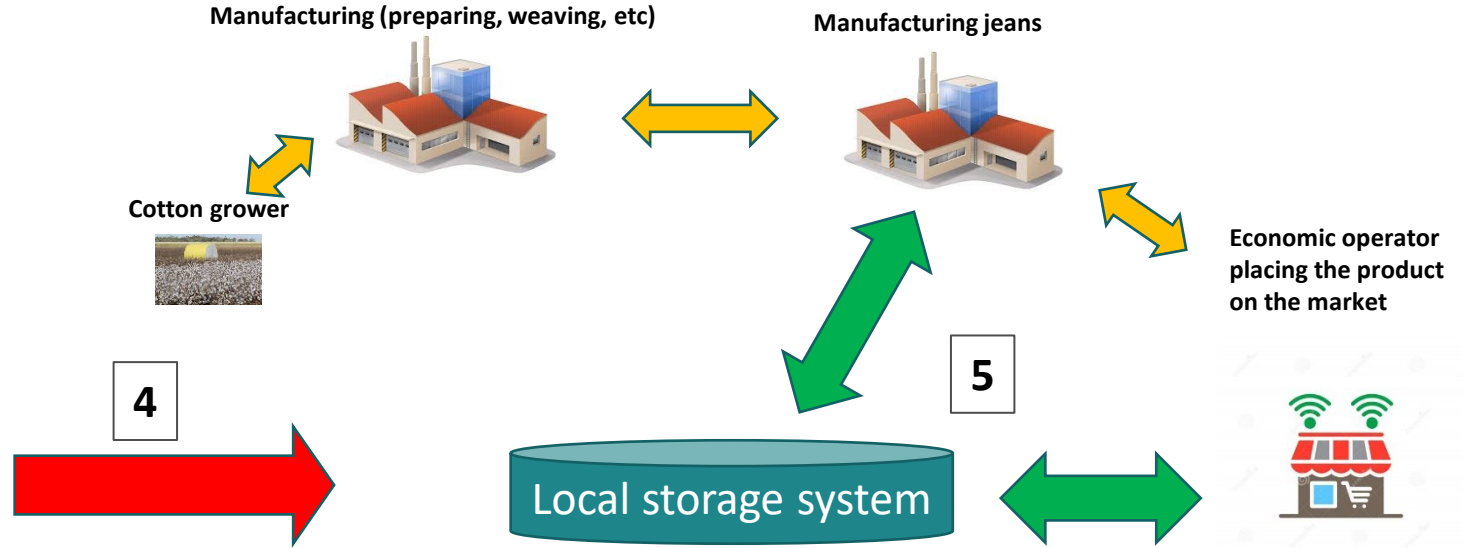 Manufacturing (preparing, weaving, etc)
Manufacturing jeans
Cotton grower
Economic operator
placing the product
on the market
4
5
Local storage system